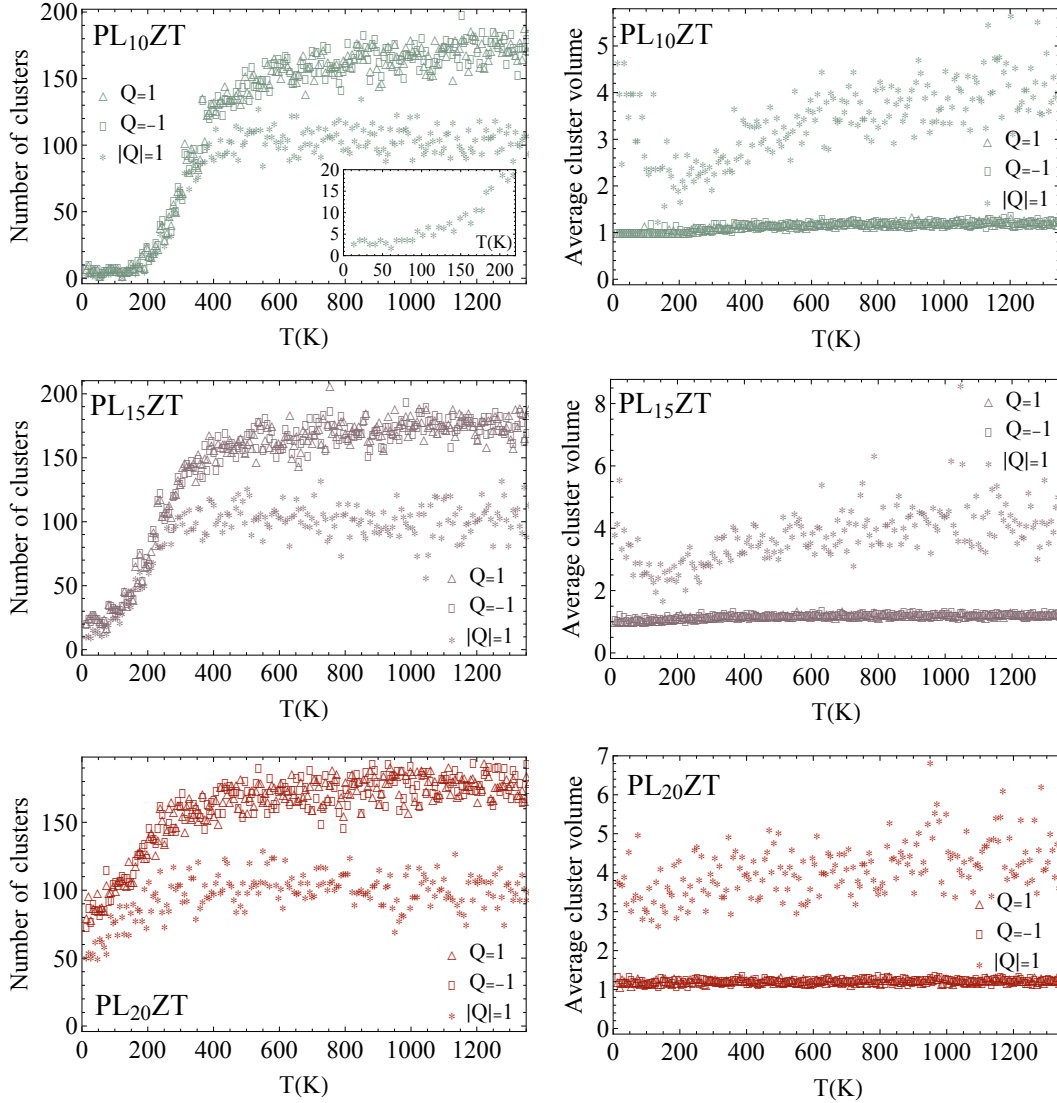 PL₁₀ZT
Number of clusters
200
150
100
50
0
Q=1
Q=-1
|Q|=1
20
15
10
5
0
T(K)
0 50 100 150 200
0 200 400 600 800 1000 1200
T(K)
PL₁₀ZT
Average cluster volume
5
4
3
2
1
0
Q=1
Q=-1
|Q|=1
0 200 400 600 800 1000 1200
T(K)
PL₁₅ZT
Number of clusters
200
150
100
50
0
Q=1
Q=-1
|Q|=1
0 200 400 600 800 1000 1200
T(K)
PL₁₅ZT
Average cluster volume
8
6
4
2
0
Q=1
Q=-1
|Q|=1
0 200 400 600 800 1000 1200
T(K)
Number of clusters
150
100
50
0
Q=1
Q=-1
|Q|=1
PL₂₀ZT
0 200 400 600 800 1000 1200
T(K)
PL₂₀ZT
Average cluster volume
7
6
5
4
3
2
1
0
Q=1
Q=-1
|Q|=1
0 200 400 600 800 1000 1200
T(K)